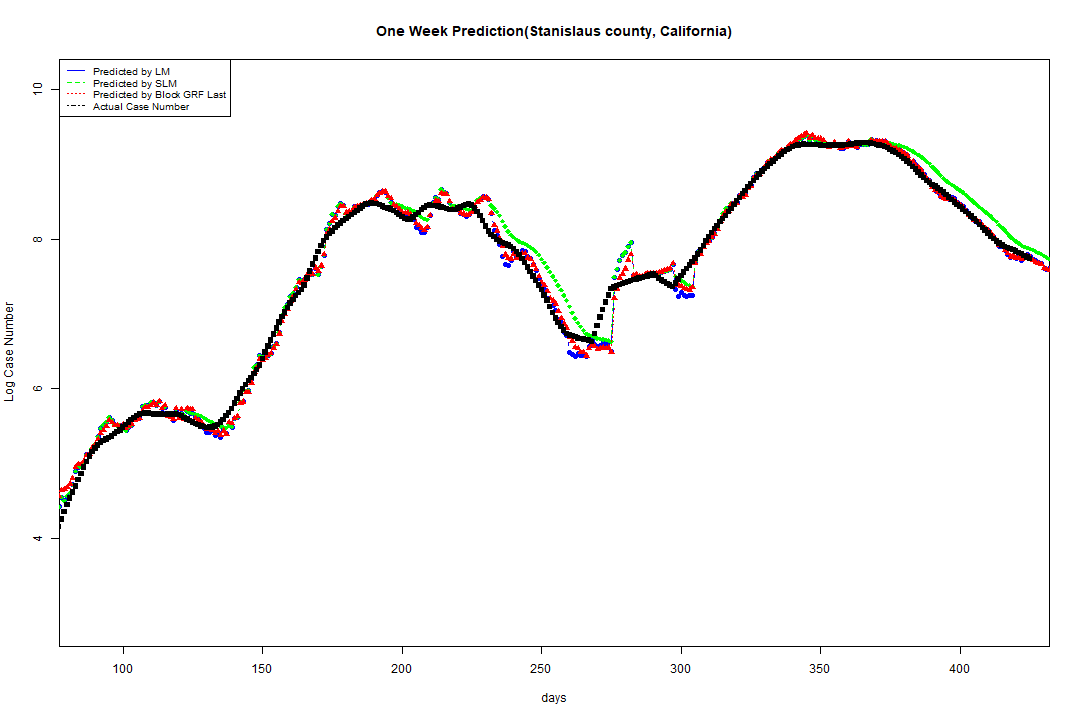 One Week Prediction(Stanislaus county, California)
Predicted by LM
Predicted by SLM
Predicted by Block GRF Last
Actual Case Number
Log Case Number
10
8
6
4
100 150 200 250 300 350 400
days